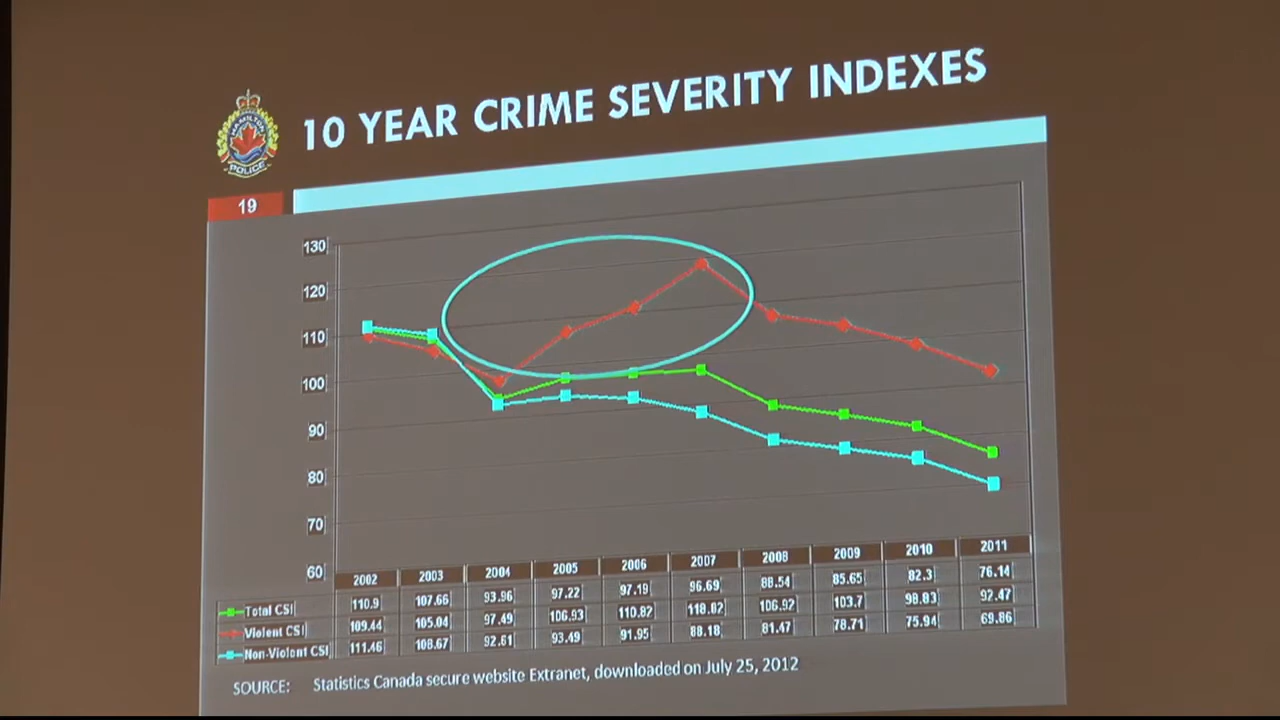 10 YEAR CRIME SEVERITY INDEXES
HAMILTON
POLICE
19
130
120
110
100
90
80
70
60
2002 2003 2004 2005 2006 2007 2008 2009 2010 2011
Total CSI 110.9 107.66 93.96 97.22 97.19 96.69 88.54 85.65 82.3 76.14
Violent CSI 109.44 105.04 97.49 106.93 110.82 118.02 106.92 103.7 98.83 92.47
Non-Violent CSI 111.46 108.67 92.61 93.49 91.95 88.18 81.47 78.71 75.94 69.86
SOURCE: Statistics Canada secure website Extranet, downloaded on July 25, 2012